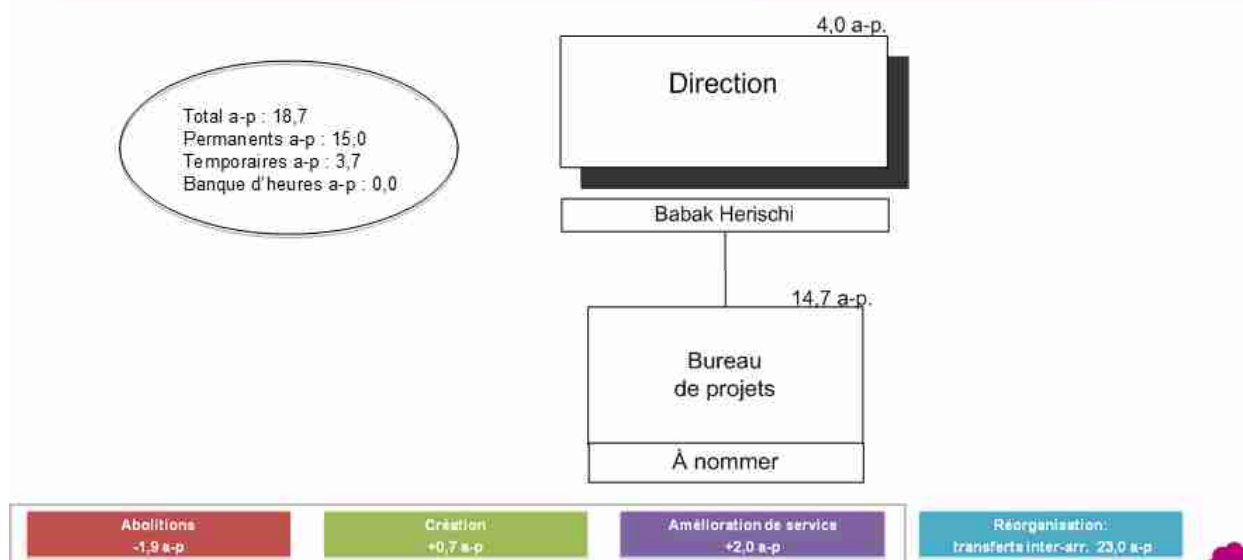 4,0 a-p.
Direction
Total a-p : 18,7
Permanents a-p : 15,0
Temporaires a-p : 3,7
Banque d'heures a-p : 0,0
Babak Herischi
14,7 a-p.
Bureau
de projets
À nommer
Abolitions
-1,9 a-p
Création
+0,7 a-p
Amélioration de service
+2,0 a-p
Réorganisation:
transferts inter-arr. 23,0 a-p